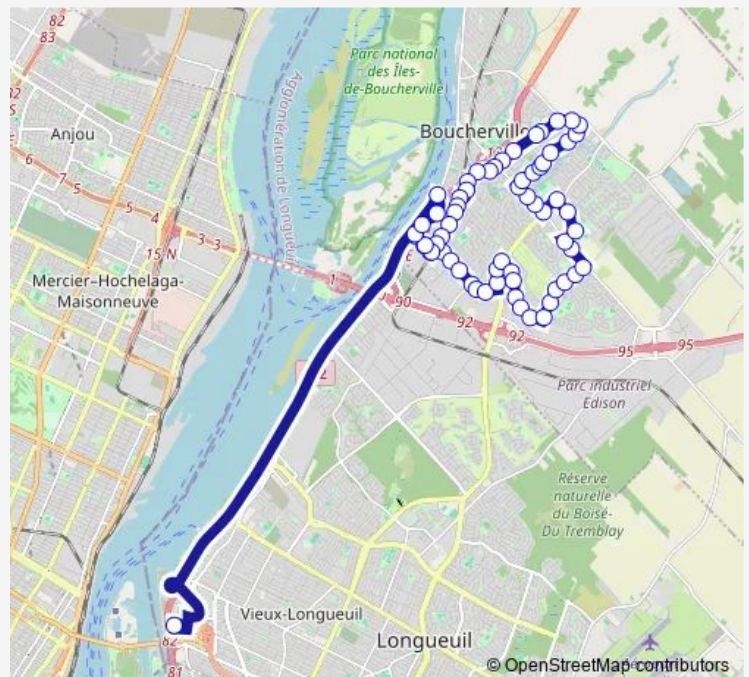 82
83
82
S
Anjou
6
7
5
5
4
15 N
3 3
Mercier–Hochelaga-
Maisonneuve
Parc national
des Îles-
de-Boucherville
Agglomération de Longueuil
Boucherville
1
90
92
92
95
95
Parc industriel
Edison
Réserve
naturelle
du Boisé-
Du Tremblay
Vieux-Longueuil
82
81
Longueuil
© OpenStreetMap contributors